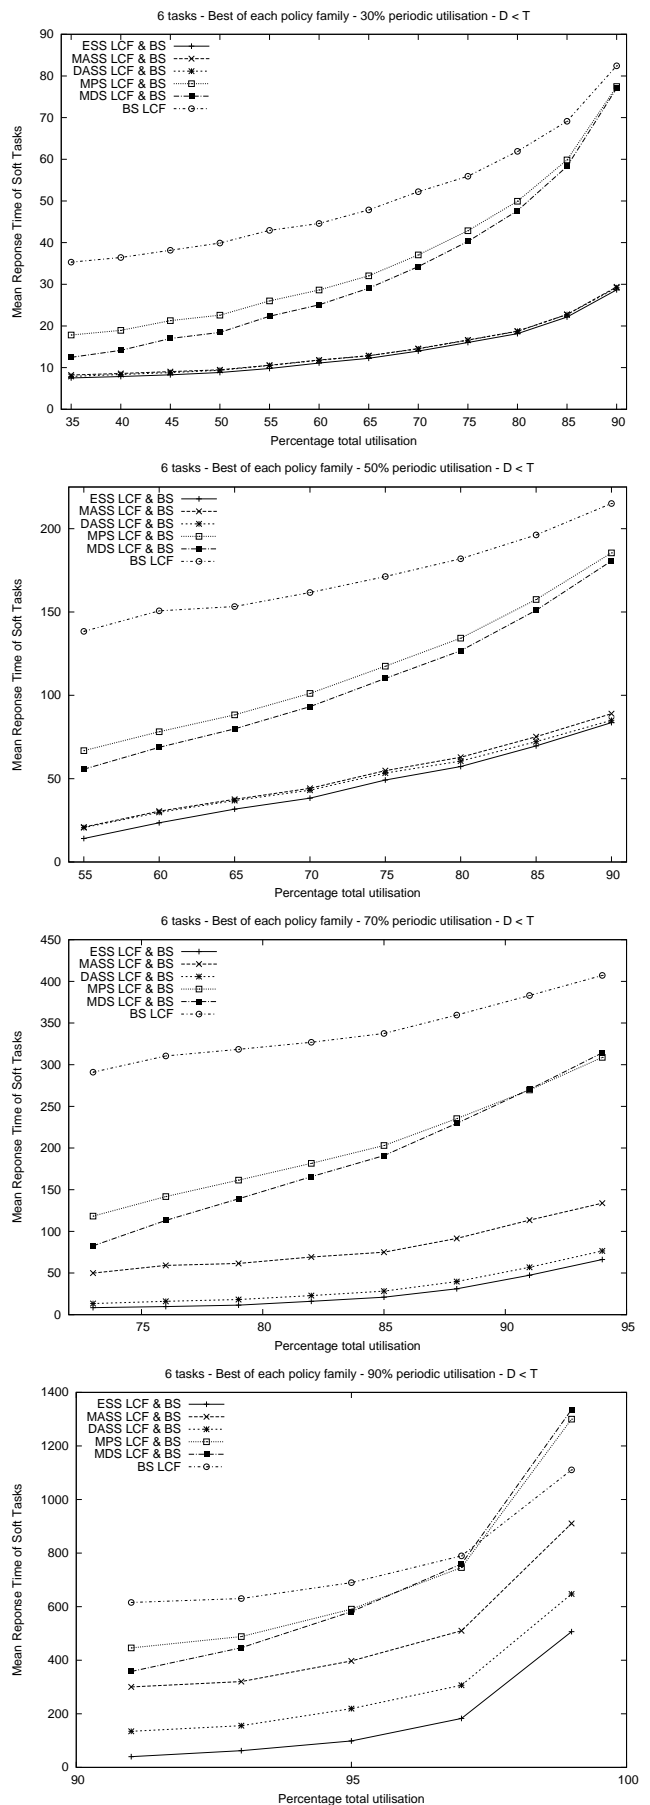 6 tasks - Best of each policy family - 30% periodic utilisation - D < T
90
80
70
60
50
40
30
20
10
0
Mean Reponse Time of Soft Tasks
ESS LCF & BS
MASS LCF & BS
DASS LCF & BS
MPS LCF & BS
MDS LCF & BS
BS LCF
35 40 45 50 55 60 65 70 75 80 85 90
Percentage total utilisation
6 tasks - Best of each policy family - 50% periodic utilisation - D < T
200
150
100
50
0
Mean Reponse Time of Soft Tasks
ESS LCF & BS
MASS LCF & BS
DASS LCF & BS
MPS LCF & BS
MDS LCF & BS
BS LCF
55 60 65 70 75 80 85 90
Percentage total utilisation
6 tasks - Best of each policy family - 70% periodic utilisation - D < T
450
400
350
300
250
200
150
100
50
0
Mean Reponse Time of Soft Tasks
ESS LCF & BS
MASS LCF & BS
DASS LCF & BS
MPS LCF & BS
MDS LCF & BS
BS LCF
75 80 85 90 95
Percentage total utilisation
6 tasks - Best of each policy family - 90% periodic utilisation - D < T
1400
1200
1000
800
600
400
200
0
Mean Reponse Time of Soft Tasks
ESS LCF & BS
MASS LCF & BS
DASS LCF & BS
MPS LCF & BS
MDS LCF & BS
BS LCF
90 95 100
Percentage total utilisation